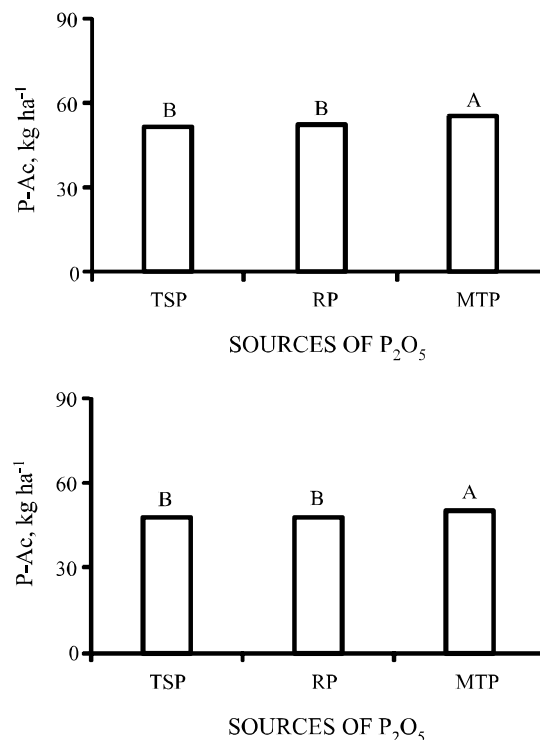 90
60
30
0
P-Ac, kg ha⁻¹
B
B
A
TSP
RP
MTP
SOURCES OF P₂O₅
90
60
30
0
P-Ac, kg ha⁻¹
B
B
A
TSP
RP
MTP
SOURCES OF P₂O₅